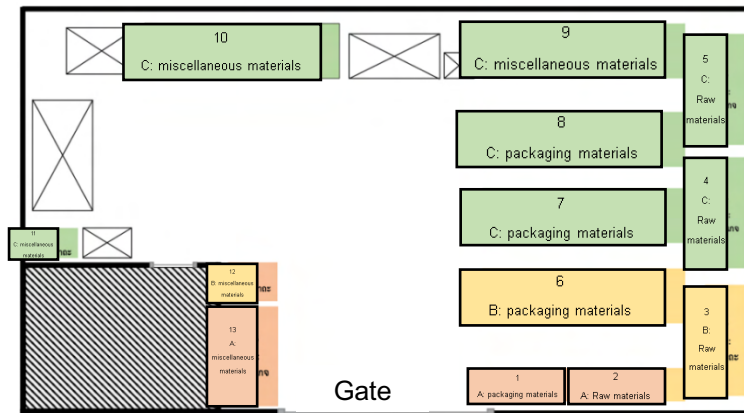 10
C: miscellaneous materials
9
C: miscellaneous materials
5
C:
Raw
materials
8
C: packaging materials
4
C:
Raw
materials
7
C: packaging materials
11
C: miscellaneous
materials
12
B: miscellaneous
materials
6
B: packaging materials
3
B:
Raw
materials
13
A:
miscellaneous
materials
1
A: packaging materials
2
A: Raw materials
Gate